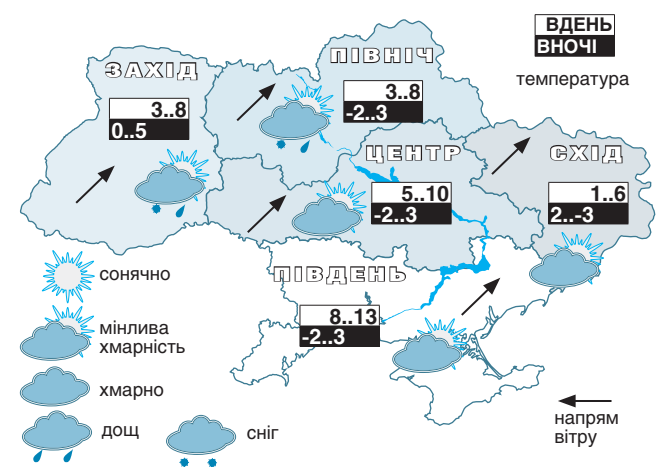 ВДЕНЬ
ВНОЧІ
температура
ЗАХІД
3..8
0..5
ПІВНІЧ
3..8
-2..3
ЦЕНТР
5..10
-2..3
СХІД
1..6
2..-3
ПІВДЕНЬ
8..13
-2..3
сонячно
мінлива
хмарність
хмарно
дощ
сніг
напрям
вітру